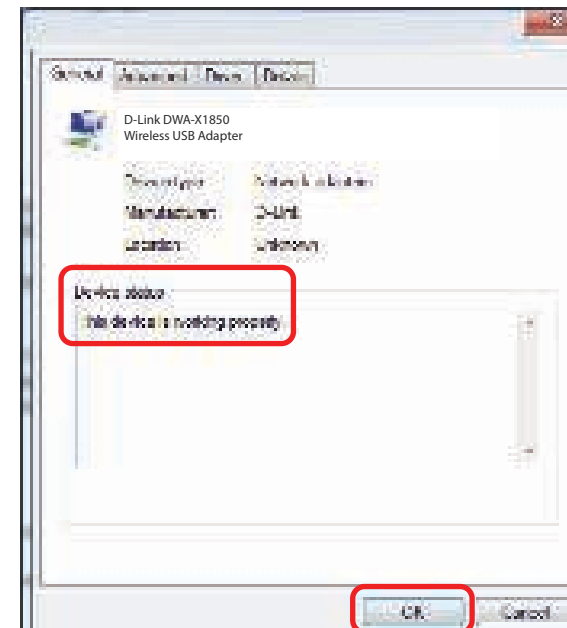 General Advanced Driver Details
D-Link DWA-X1850
Wireless USB Adapter
Device type: Network adapters
Manufacturer: D-Link
Location: Unknown
Device status
This device is working properly.
OK Cancel